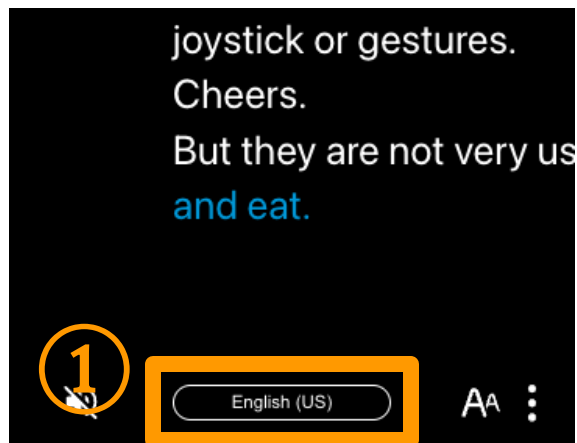 joystick or gestures.
Cheers.
But they are not very us
and eat.
1
English (US)
AA